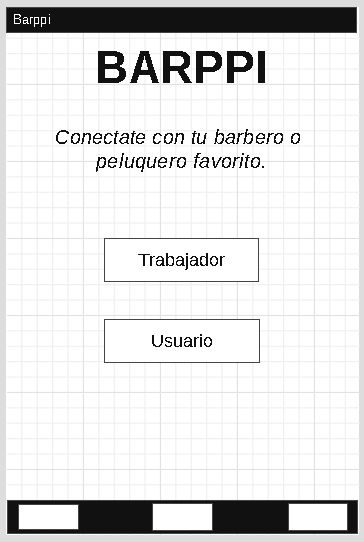 Barppi
BARPPI
Conectate con tu barbero o
peluquero favorito.
Trabajador
Usuario